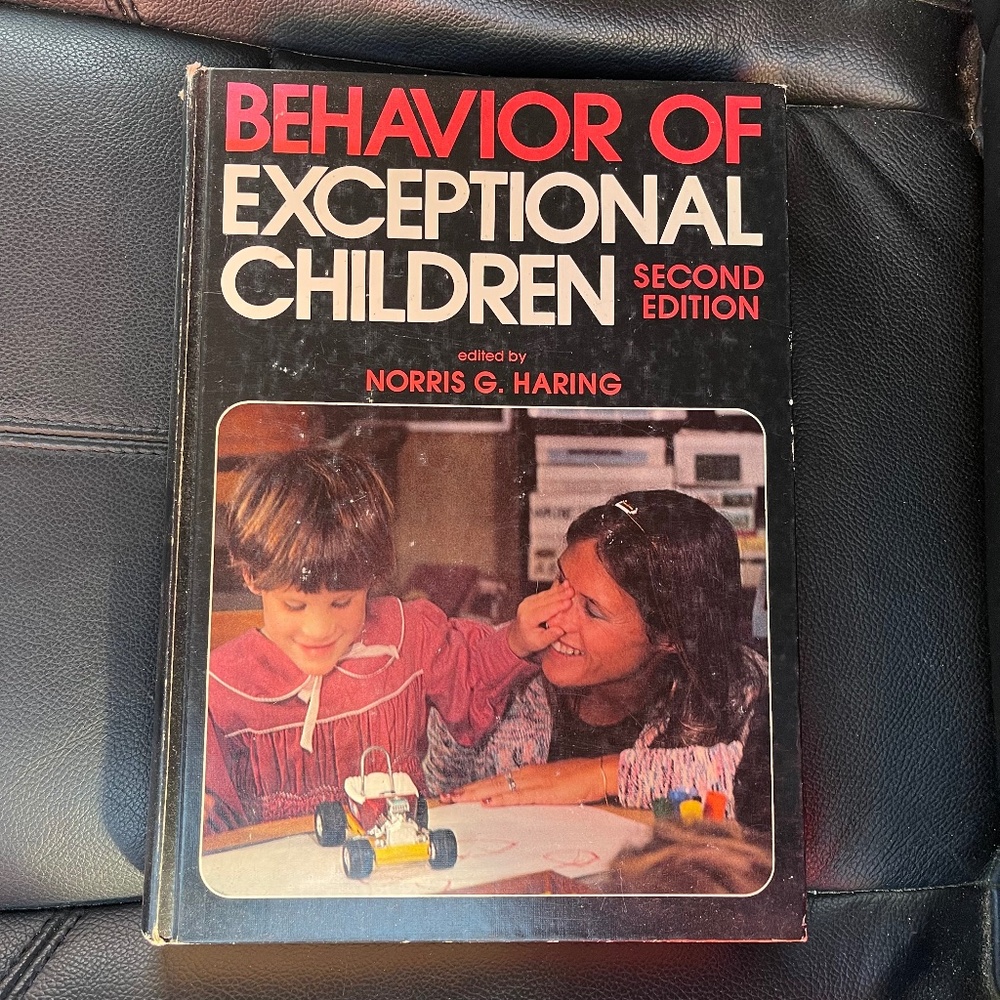 BEHAVIOR OF
EXCEPTIONAL
CHILDREN
SECOND
EDITION
edited by
NORRIS G. HARING